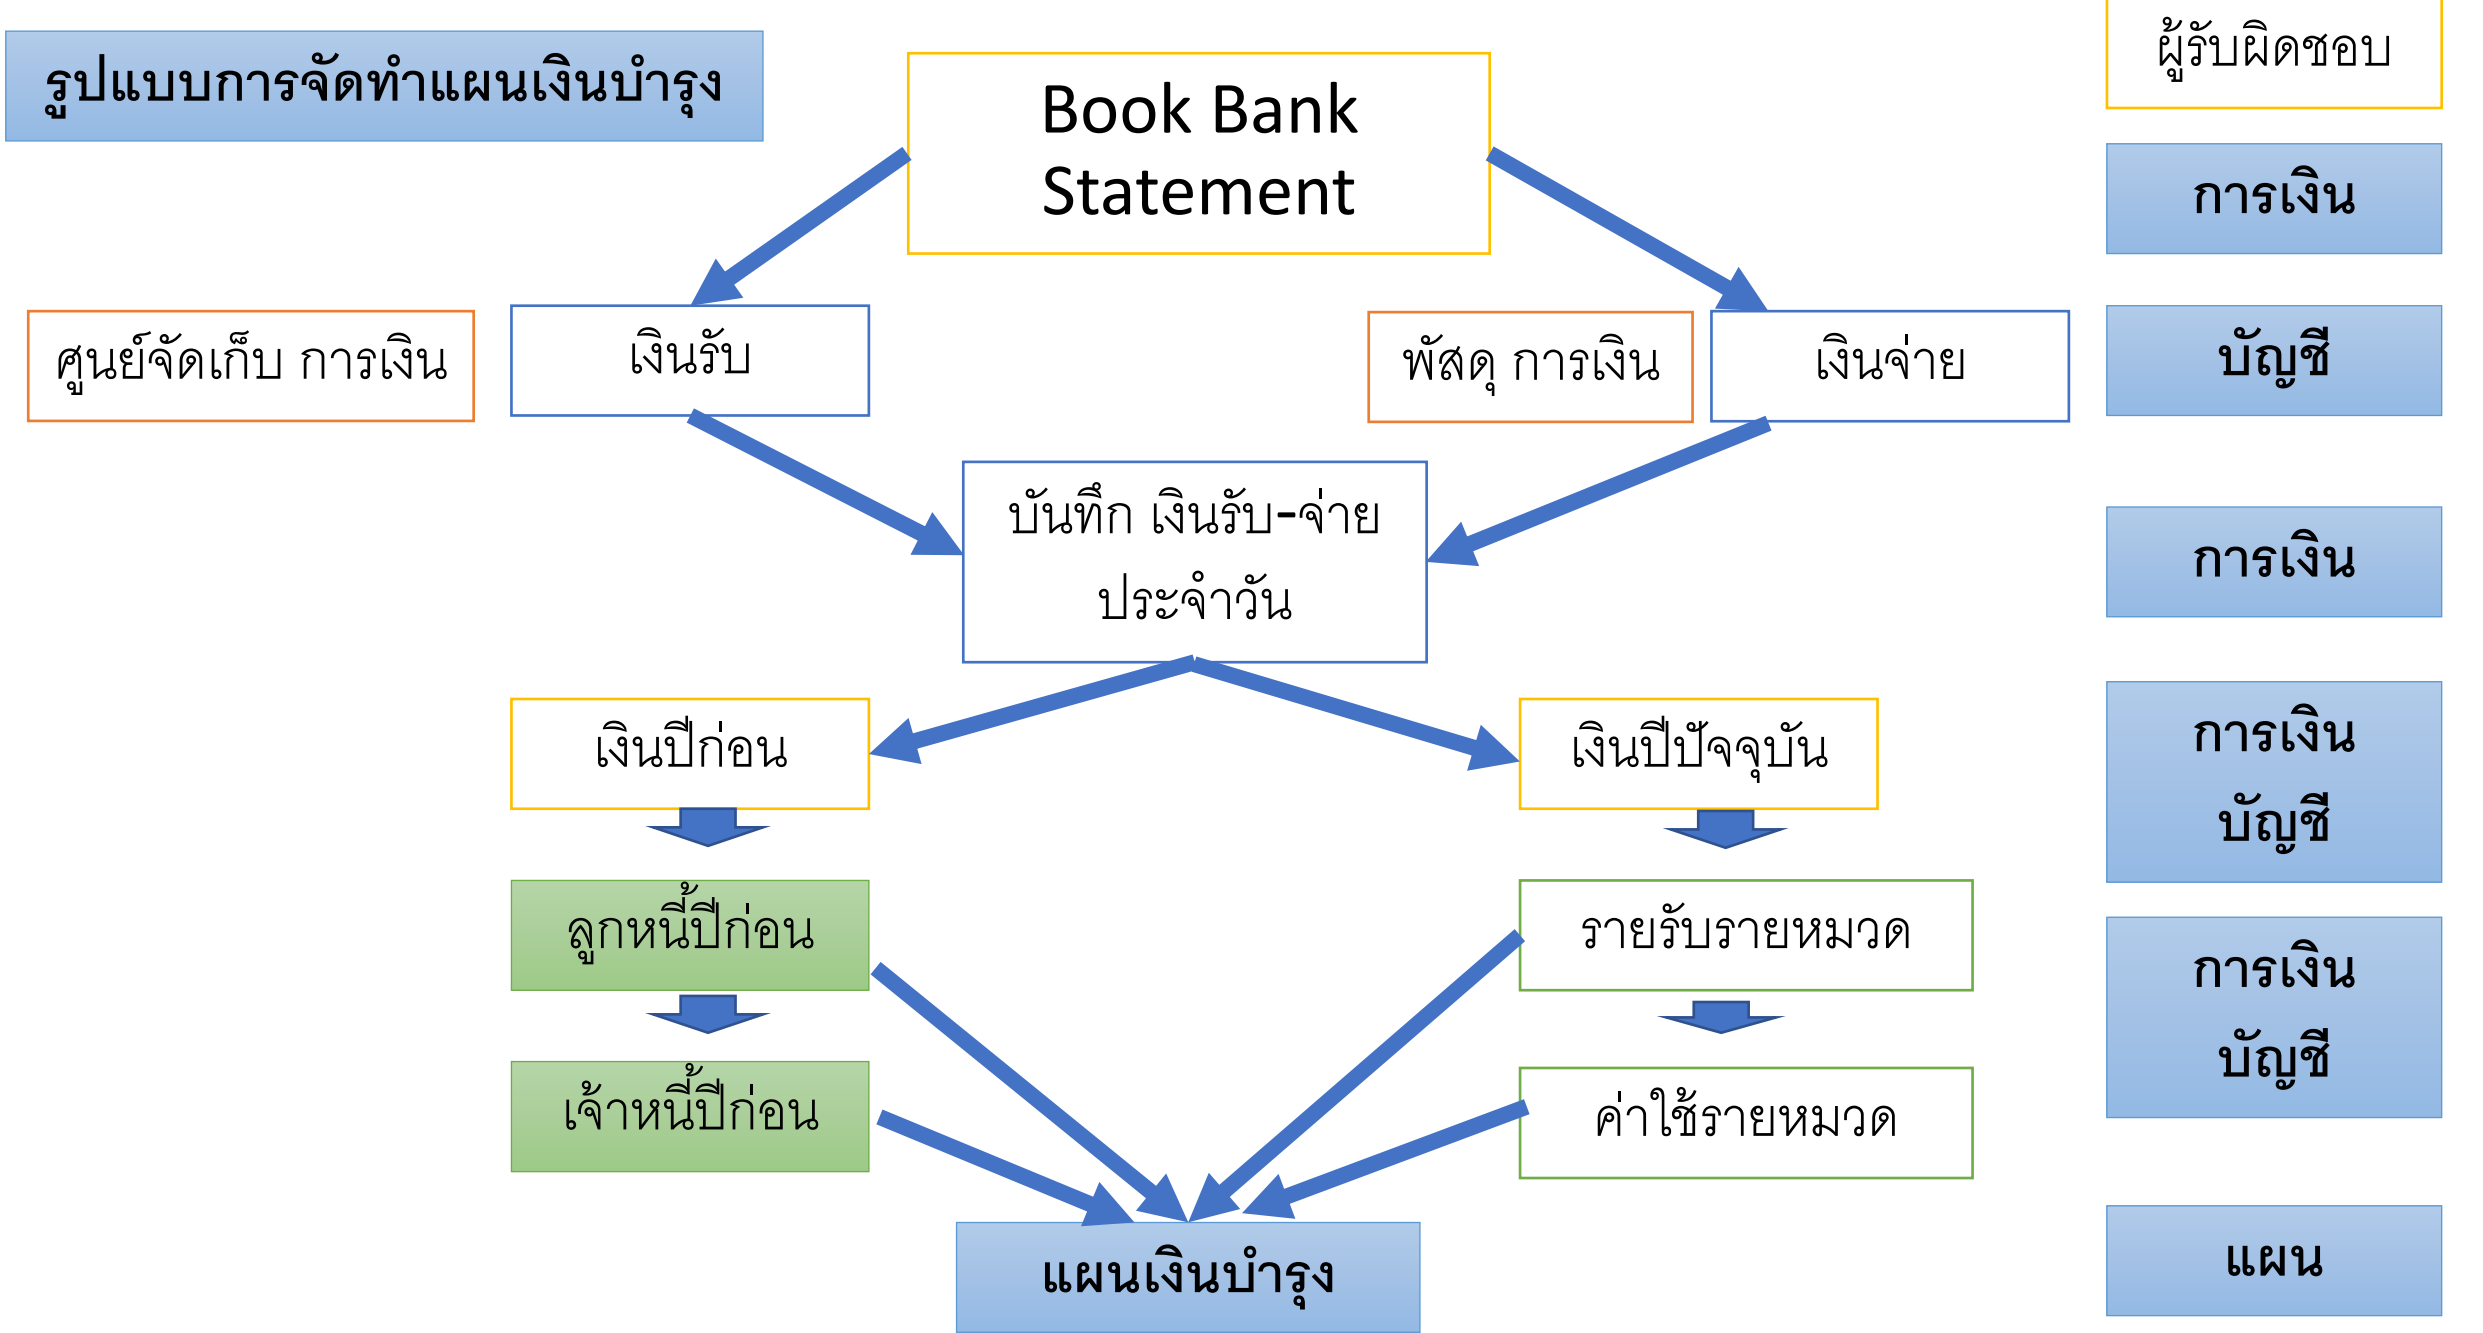 รูปแบบการจัดทำแผนเงินบำรุง
Book Bank
Statement
ผู้รับผิดชอบ
การเงิน
ศูนย์จัดเก็บ การเงิน
เงินรับ
พัสดุ การเงิน
เงินจ่าย
บัญชี
บันทึก เงินรับ-จ่าย
ประจำวัน
การเงิน
เงินปีก่อน
เงินปีปัจจุบัน
การเงิน
บัญชี
ลูกหนี้ปีก่อน
รายรับรายหมวด
การเงิน
บัญชี
เจ้าหนี้ปีก่อน
ค่าใช้รายหมวด
แผนเงินบำรุง
แผน